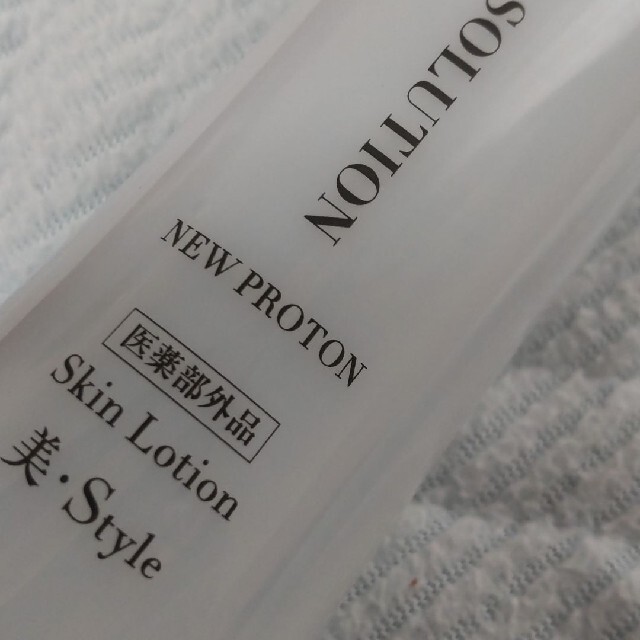 SOLUTION
NEW PROTON
医薬部外品
Skin Lotion
美・Style